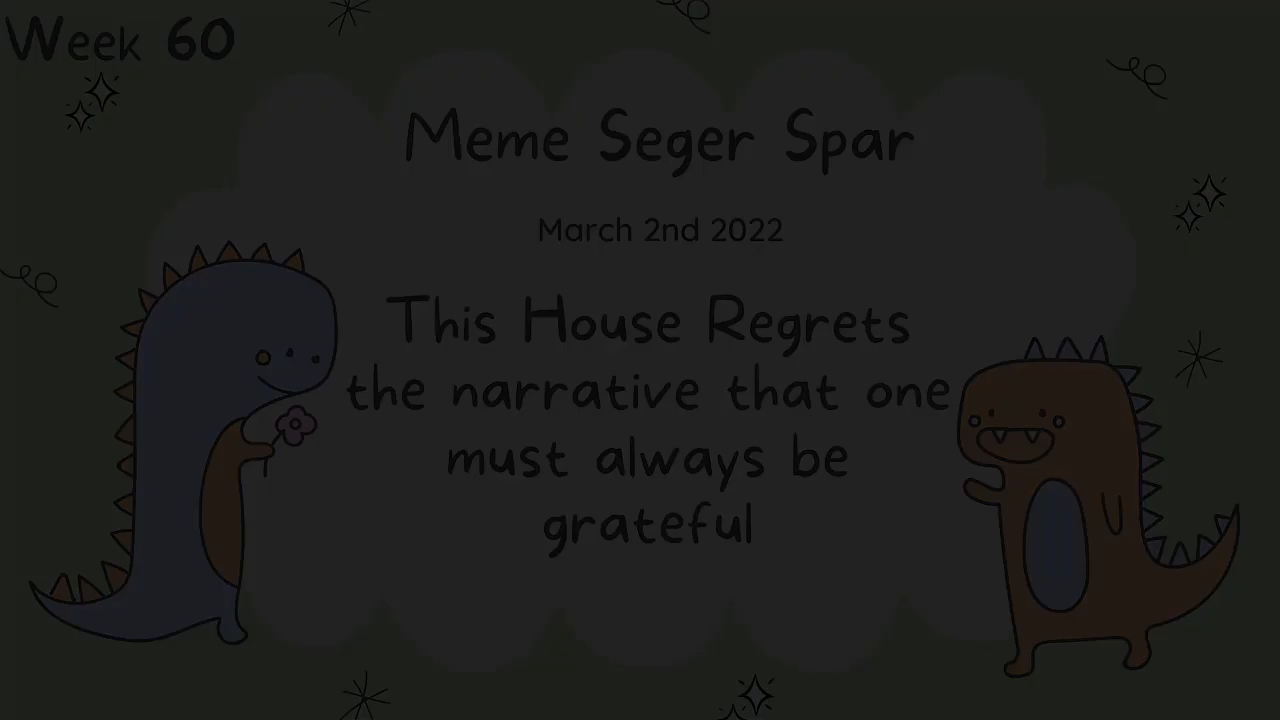 Week 60
Meme Seger Spar
March 2nd 2022
This House Regrets
the narrative that one
must always be
grateful